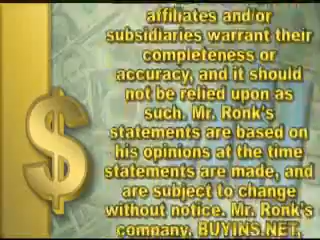 affiliates and/or
subsidiaries warrant their
completeness or
accuracy, and it should
not be relied upon as
such. Mr. Ronk's
statements are based on
his opinions at the time
statements are made, and
are subject to change
without notice. Mr. Ronk's
company, BUYINS.NET,